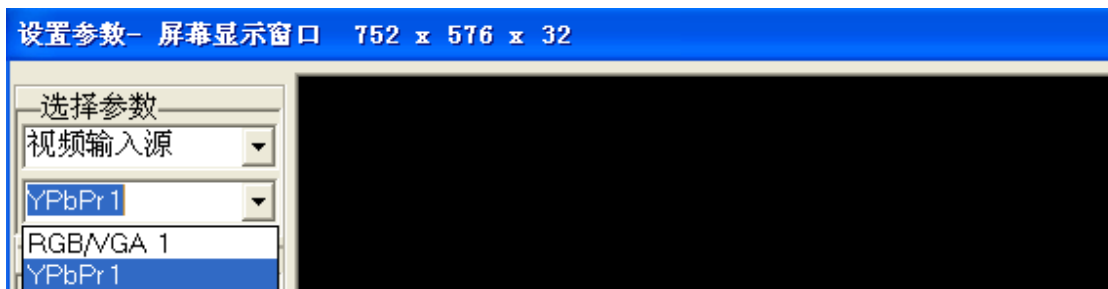 设置参数- 屏幕显示窗口 752 x 576 x 32
选择参数
视频输入源
YPbPr1
RGB/VGA 1
YPbPr1